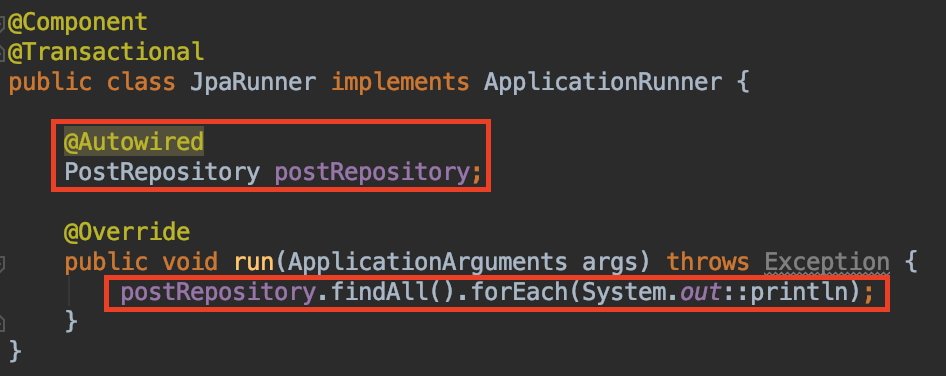 @Component
@Transactional
public class JpaRunner implements ApplicationRunner {
@Autowired
PostRepository postRepository;
@Override
public void run(ApplicationArguments args) throws Exception {
postRepository.findAll().forEach(System.out::println);
}
}